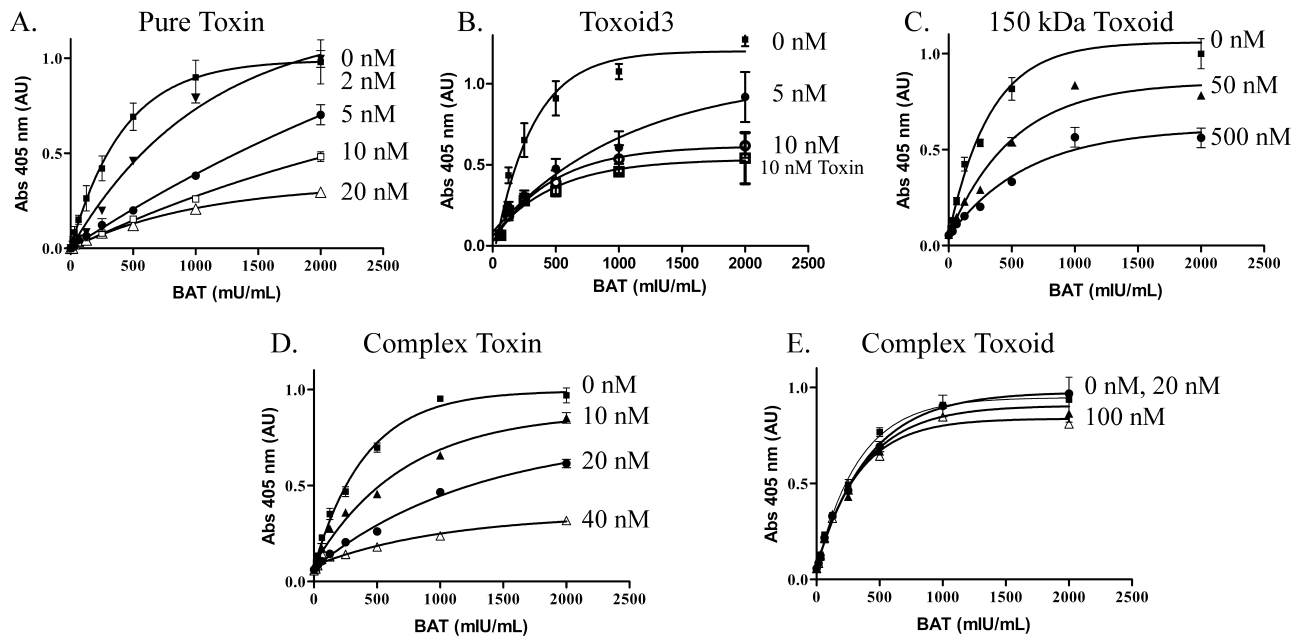 A. Pure Toxin
Abs 405 nm (AU)
1.0
0.5
0.0
0 500 1000 1500 2000 2500
BAT (mU/mL)
0 nM
2 nM
5 nM
10 nM
20 nM
B. Toxoid3
Abs 405 nm (AU)
1.0
0.5
0.0
0 500 1000 1500 2000 2500
BAT (mIU/mL)
0 nM
5 nM
10 nM
10 nM Toxin
C. 150 kDa Toxoid
Abs 405 nm (AU)
1.0
0.5
0.0
0 500 1000 1500 2000 2500
BAT (mIU/mL)
0 nM
50 nM
500 nM
D. Complex Toxin
Abs 405 nm (AU)
1.0
0.5
0.0
0 500 1000 1500 2000 2500
BAT (mIU/mL)
0 nM
10 nM
20 nM
40 nM
E. Complex Toxoid
Abs 405 nm (AU)
1.0
0.5
0.0
0 500 1000 1500 2000 2500
BAT (mIU/mL)
0 nM, 20 nM
100 nM